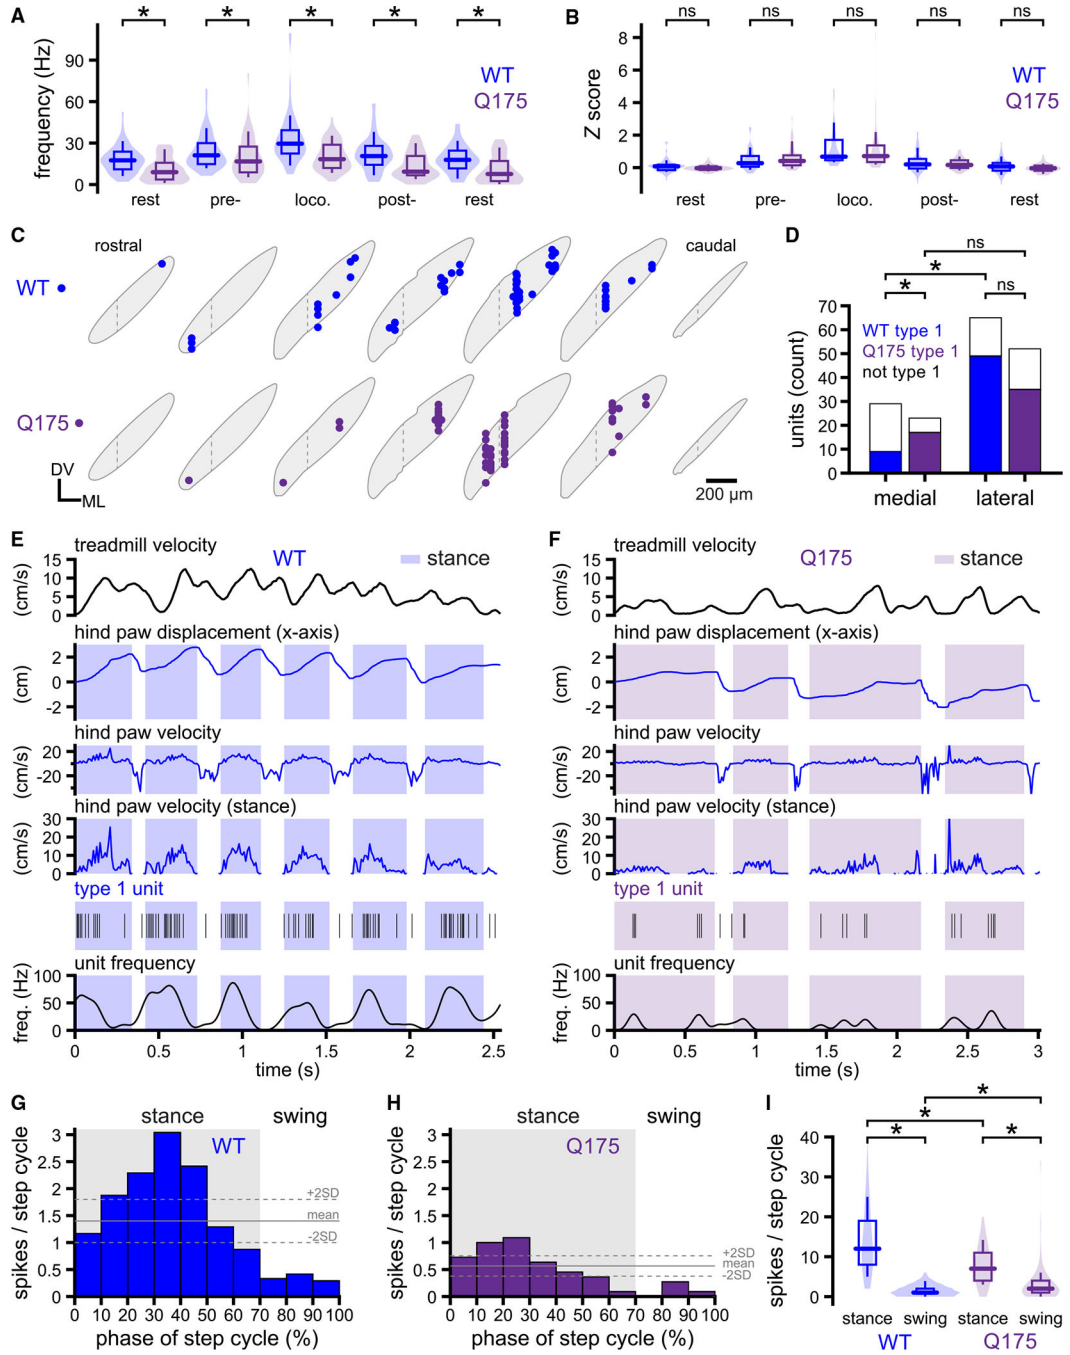 A
* * * * *
frequency (Hz)
90
60
30
0
WT
Q175
rest pre- loco. post- rest
B
ns ns ns ns ns
Z score
8
6
4
2
0
WT
Q175
rest pre- loco. post- rest
C
rostral
caudal
WT
Q175
DV
ML
200 µm
D
ns
*
* ns
units (count)
70
60
50
40
30
20
10
0
WT type 1
Q175 type 1
not type 1
medial lateral
E
treadmill velocity
WT
stance
(cm/s)
15
10
5
0
hind paw displacement (x-axis)
(cm)
2
0
-2
hind paw velocity
(cm/s)
20
-20
hind paw velocity (stance)
(cm/s)
30
20
10
0
type 1 unit
unit frequency
freq. (Hz)
100
50
0
0 0.5 1 1.5 2 2.5
time (s)
F
treadmill velocity
Q175
stance
(cm/s)
15
10
5
0
hind paw displacement (x-axis)
(cm)
2
0
-2
hind paw velocity
(cm/s)
20
-20
hind paw velocity (stance)
(cm/s)
30
20
10
0
type 1 unit
unit frequency
freq. (Hz)
100
50
0
0 0.5 1 1.5 2 2.5 3
time (s)
G
stance swing
WT
spikes / step cycle
3
2.5
2
1.5
1
0.5
0
+2SD
mean
-2SD
0 10 20 30 40 50 60 70 80 90 100
phase of step cycle (%)
H
stance swing
Q175
spikes / step cycle
3
2.5
2
1.5
1
0.5
0
+2SD
mean
-2SD
0 10 20 30 40 50 60 70 80 90 100
phase of step cycle (%)
I
*
*
* *
spikes / step cycle
40
30
20
10
0
stance swing stance swing
WT Q175